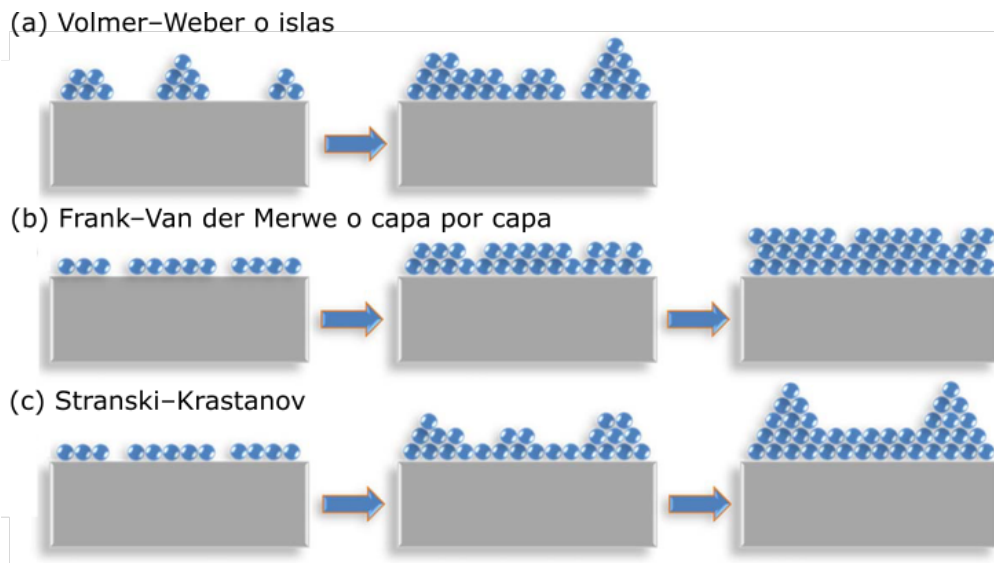 (a) Volmer–Weber o islas
(b) Frank–Van der Merwe o capa por capa
(c) Stranski–Krastanov